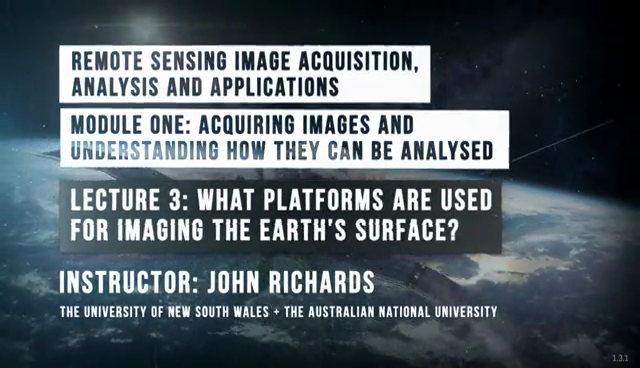 REMOTE SENSING IMAGE ACQUISITION,
ANALYSIS AND APPLICATIONS
MODULE ONE: ACQUIRING IMAGES AND
UNDERSTANDING HOW THEY CAN BE ANALYSED
LECTURE 3: WHAT PLATFORMS ARE USED
FOR IMAGING THE EARTH'S SURFACE?
INSTRUCTOR: JOHN RICHARDS
THE UNIVERSITY OF NEW SOUTH WALES + THE AUSTRALIAN NATIONAL UNIVERSITY
1.3.1